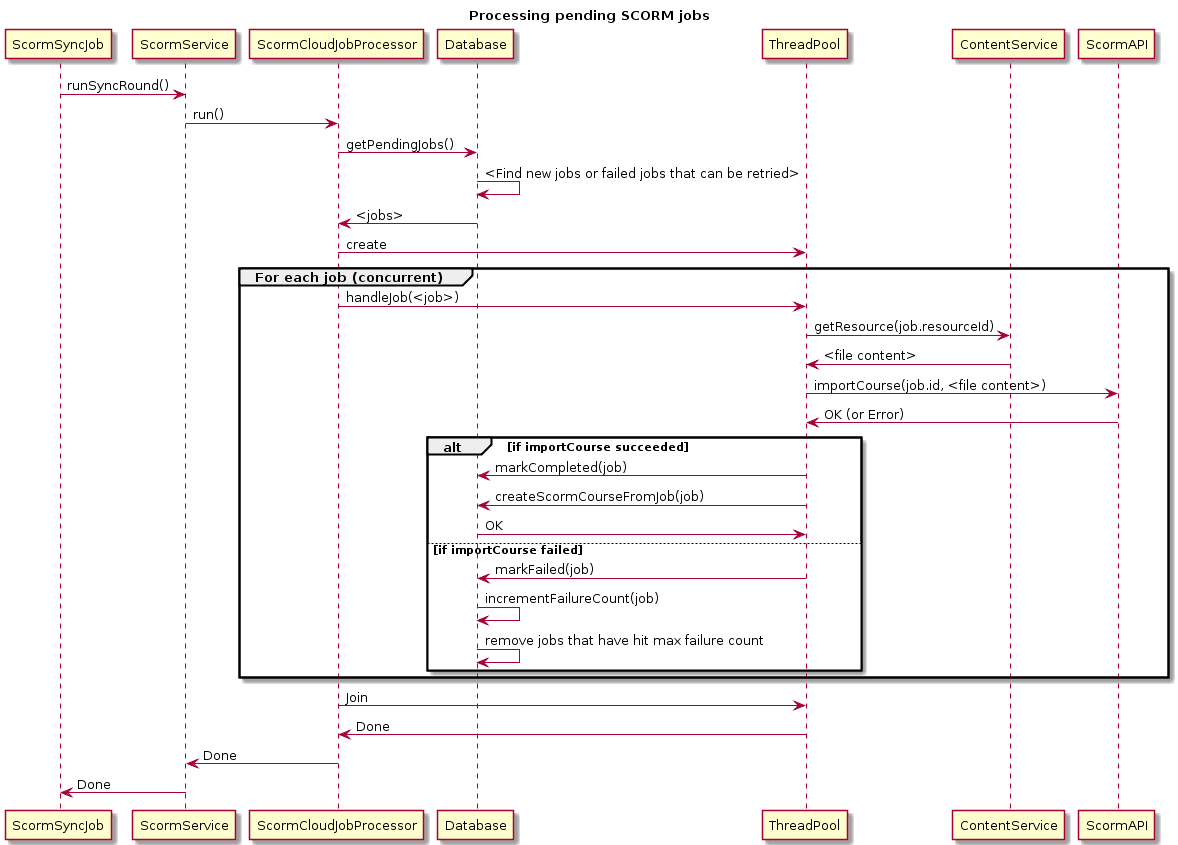 Processing pending SCORM jobs
ScormSyncJob
ScormService
ScormCloudJobProcessor
Database
ThreadPool
ContentService
ScormAPI
runSyncRound()
run()
getPendingJobs()
<Find new jobs or failed jobs that can be retried>
<jobs>
create
For each job (concurrent)
handleJob(<job>)
getResource(job.resourceId)
<file content>
importCourse(job.id, <file content>)
OK (or Error)
alt [if importCourse succeeded]
markCompleted(job)
createScormCourseFromJob(job)
OK
[if importCourse failed]
markFailed(job)
incrementFailureCount(job)
remove jobs that have hit max failure count
Join
Done
Done
Done
ScormSyncJob
ScormService
ScormCloudJobProcessor
Database
ThreadPool
ContentService
ScormAPI